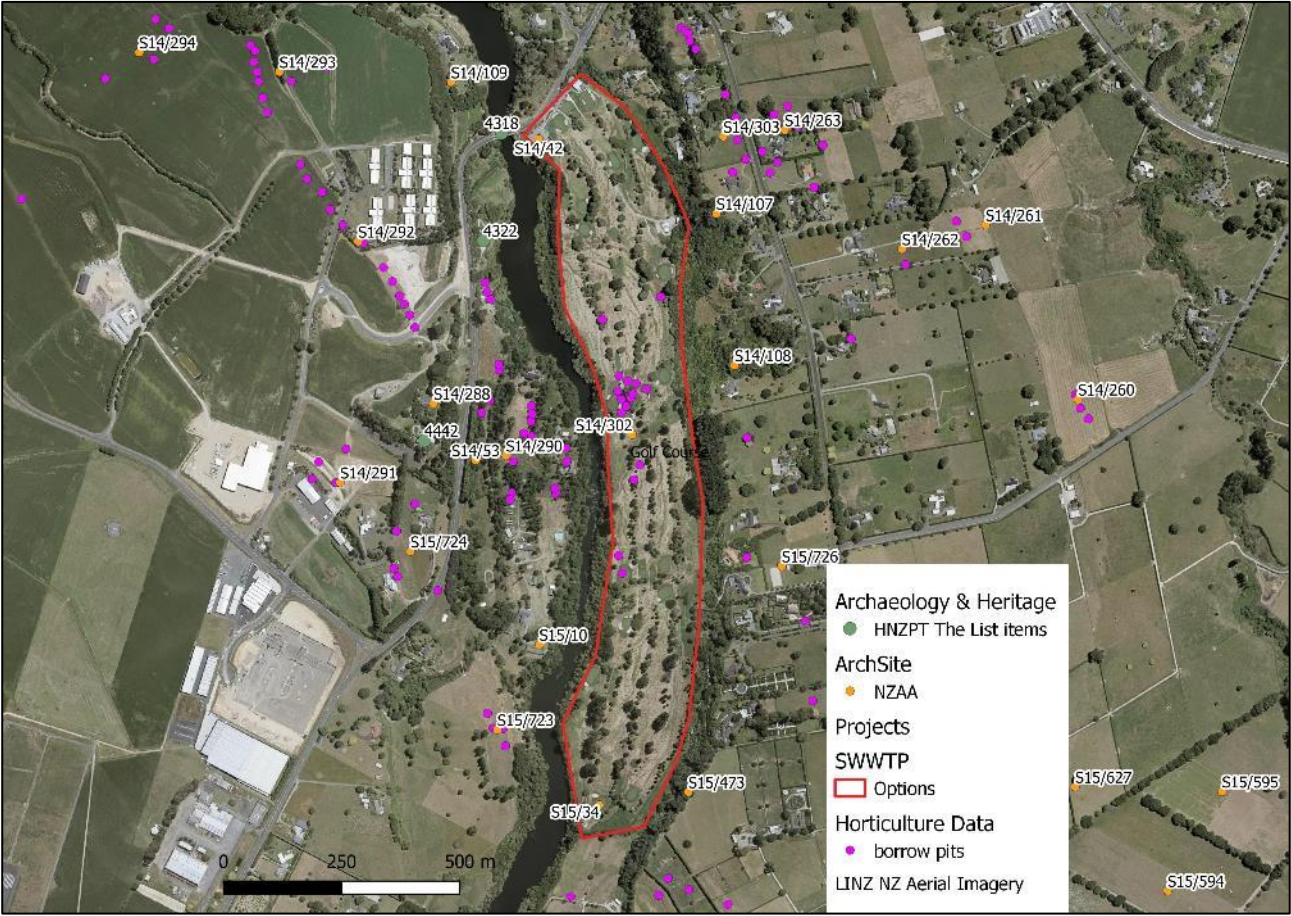 S14/294
S14/293
S14/109
4318
S14/42
S14/303
S14/263
S14/107
S14/261
S14/292
4322
S14/262
S14/108
S14/288
S14/260
4442
S14/302
S14/53
S14/290
Golf Course
S14/291
S15/724
S15/726
S15/10
S15/723
S15/473
S15/34
S15/627
S15/595
S15/594
Archaeology & Heritage
HNZPT The List items
ArchSite
NZAA
Projects
SWWTP
Options
Horticulture Data
borrow pits
LINZ NZ Aerial Imagery
0 250 500 m